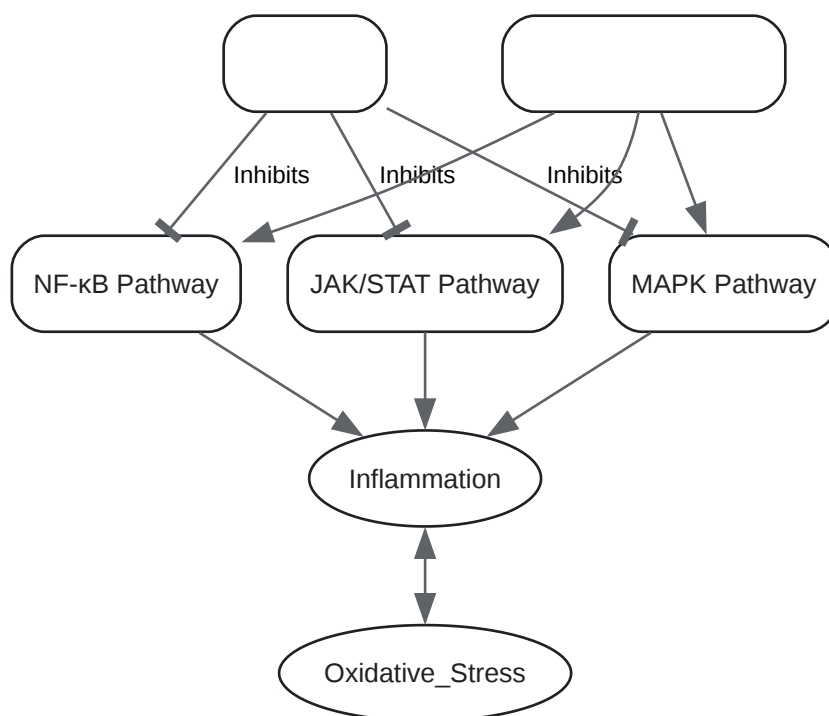 Inhibits
Inhibits
Inhibits
NF-κB Pathway
JAK/STAT Pathway
MAPK Pathway
Inflammation
Oxidative_Stress